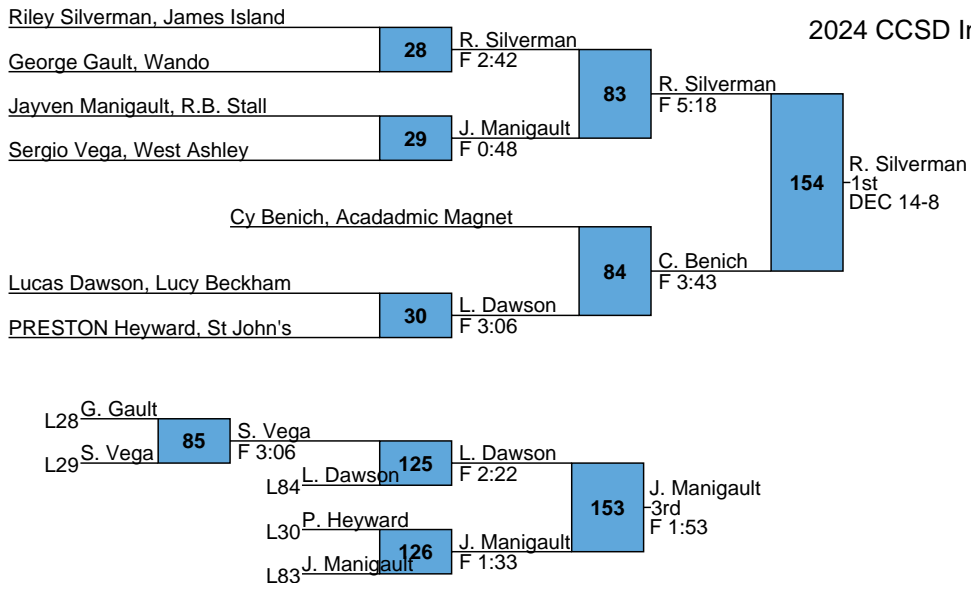 Riley Silverman, James Island
2024 CCSD In
28
R. Silverman
F 2:42
George Gault, Wando
83
R. Silverman
F 5:18
Jayven Manigault, R.B. Stall
29
J. Manigault
F 0:48
Sergio Vega, West Ashley
154
R. Silverman
1st
DEC 14-8
Cy Benich, Acadadmic Magnet
84
C. Benich
F 3:43
Lucas Dawson, Lucy Beckham
30
L. Dawson
F 3:06
PRESTON Heyward, St John's
L28 G. Gault
85
S. Vega
F 3:06
L29 S. Vega
125
L. Dawson
F 2:22
L84 L. Dawson
153
J. Manigault
3rd
F 1:53
L30 P. Heyward
126
J. Manigault
F 1:33
L83 J. Manigault